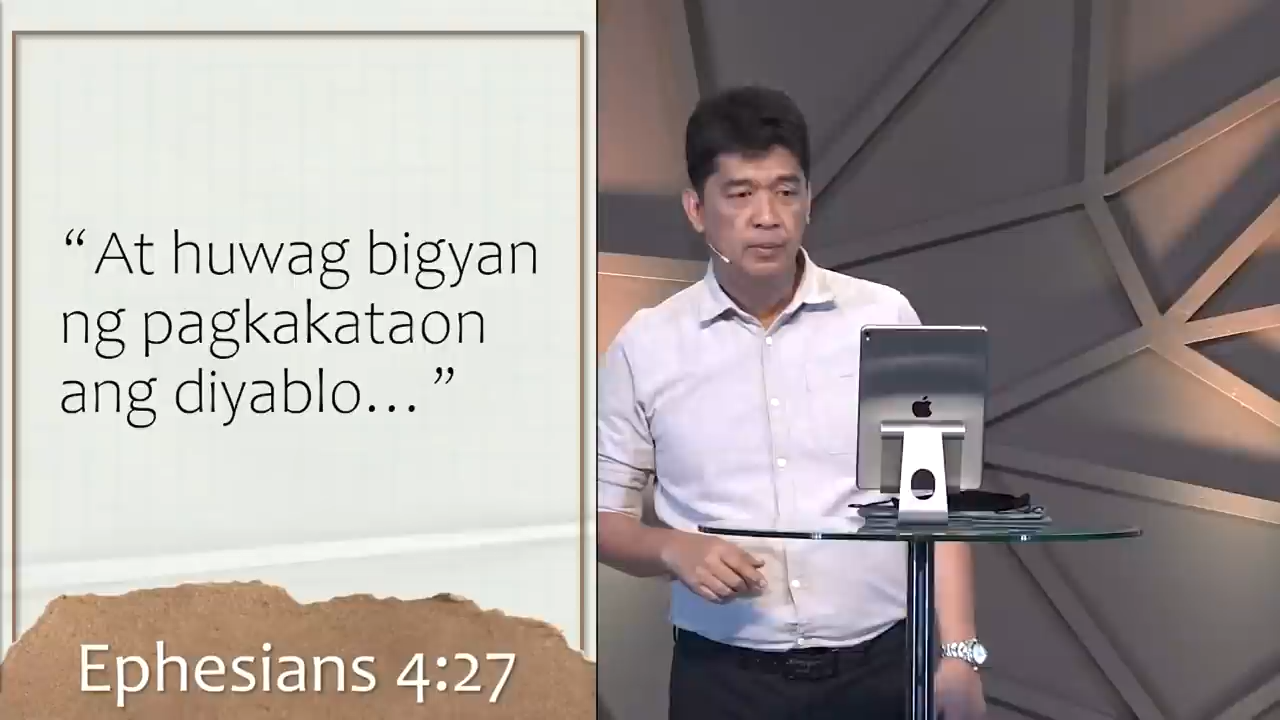 “ At huwag bigyan
ng pagkakataon
ang diyablo… ”
Ephesians 4:27